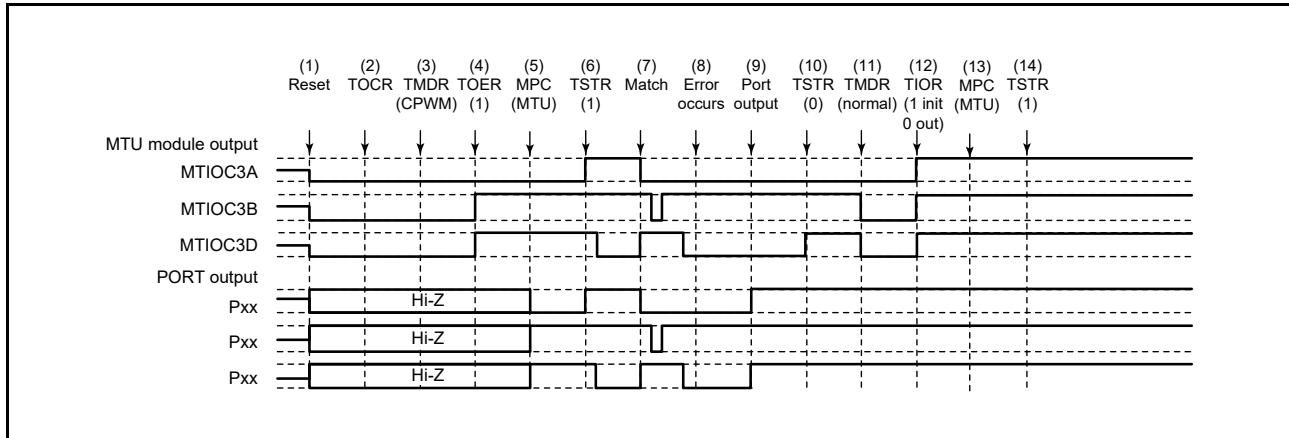 (1) (2) (3) (4) (5) (6) (7) (8) (9) (10) (11) (12) (13) (14)
Reset TOCR TMDR TOER MPC TSTR Match Error Port TSTR TMDR TIOR MPC TSTR
(CPWM) (1) (MTU) (1) occurs output (0) (normal) (1 init (MTU) (1)
0 out)
MTU module output
MTIOC3A
MTIOC3B
MTIOC3D
PORT output
Pxx Hi-Z
Pxx Hi-Z
Pxx Hi-Z